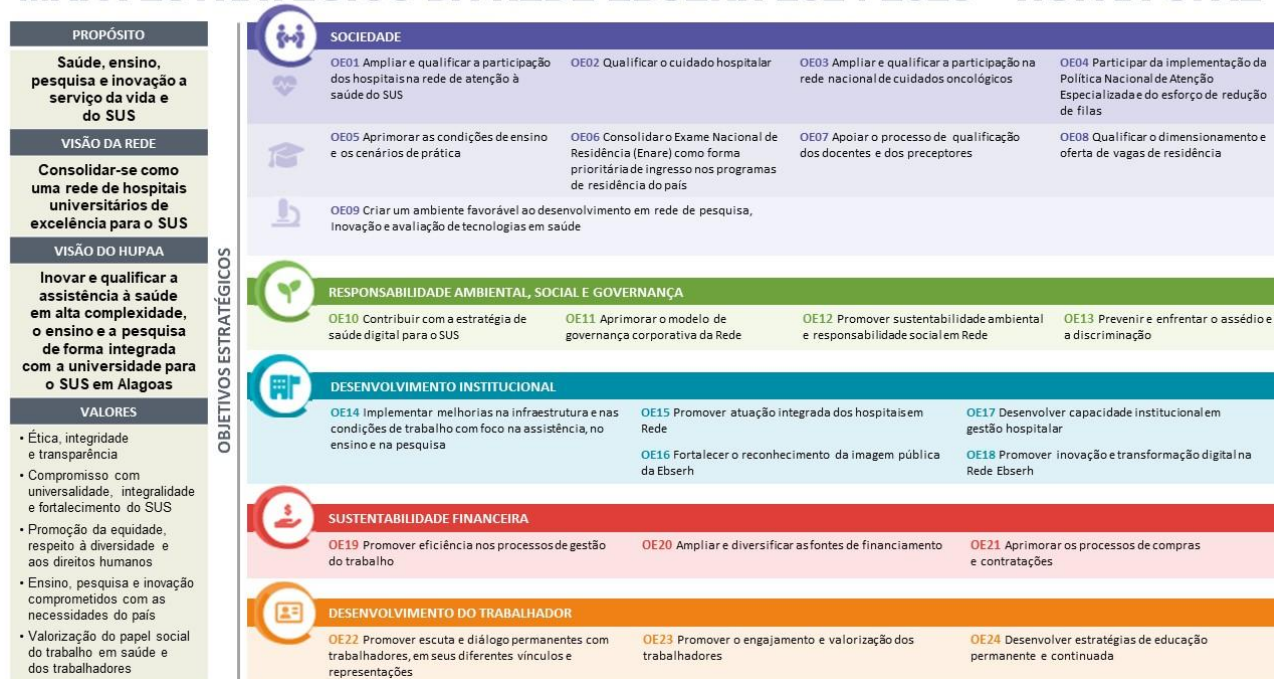 PROPÓSITO
Saúde, ensino,
pesquisa e inovação a
serviço da vida e
do SUS
VISÃO DA REDE
Consolidar-se como
uma rede de hospitais
universitários de
excelência para o SUS
VISÃO DO HUPAA
Inovar e qualificar a
assistência à saúde
em alta complexidade,
o ensino e a pesquisa
de forma integrada
com a universidade para
o SUS em Alagoas
VALORES
• Ética, integridade
e transparência
• Compromisso com
universalidade, integralidade
e fortalecimento do SUS
• Promoção da equidade,
respeito à diversidade e
aos direitos humanos
• Ensino, pesquisa e inovação
comprometidos com as
necessidades do país
• Valorização do papel social
do trabalho em saúde e
dos trabalhadores
OBJETIVOS ESTRATÉGICOS
SOCIEDADE
OE01 Ampliar e qualificar a participação
dos hospitais na rede de atenção à
saúde do SUS
OE02 Qualificar o cuidado hospitalar
OE03 Ampliar e qualificar a participação na
rede nacional de cuidados oncológicos
OE04 Participar da implementação da
Política Nacional de Atenção
Especializada e do esforço de redução
de filas
OE05 Aprimorar as condições de ensino
e os cenários de prática
OE06 Consolidar o Exame Nacional de
Residência (Enare) como forma
prioritária de ingresso nos programas
de residência do país
OE07 Apoiar o processo de qualificação
dos docentes e dos preceptores
OE08 Qualificar o dimensionamento e
oferta de vagas de residência
OE09 Criar um ambiente favorável ao desenvolvimento em rede de pesquisa,
Inovação e avaliação de tecnologias em saúde
RESPONSABILIDADE AMBIENTAL, SOCIAL E GOVERNANÇA
OE10 Contribuir com a estratégia de
saúde digital para o SUS
OE11 Aprimorar o modelo de
governança corporativa da Rede
OE12 Promover sustentabilidade ambiental
e responsabilidade social em Rede
OE13 Prevenir e enfrentar o assédio e
a discriminação
DESENVOLVIMENTO INSTITUCIONAL
OE14 Implementar melhorias na infraestrutura e nas
condições de trabalho com foco na assistência, no
ensino e na pesquisa
OE15 Promover atuação integrada dos hospitais em
Rede
OE16 Fortalecer o reconhecimento da imagem pública
da Ebserh
OE17 Desenvolver capacidade institucional em
gestão hospitalar
OE18 Promover inovação e transformação digital na
Rede Ebserh
SUSTENTABILIDADE FINANCEIRA
OE19 Promover eficiência nos processos de gestão
do trabalho
OE20 Ampliar e diversificar as fontes de financiamento
OE21 Aprimorar os processos de compras
e contratações
DESENVOLVIMENTO DO TRABALHADOR
OE22 Promover escuta e diálogo permanentes com
trabalhadores, em seus diferentes vínculos e
representações
OE23 Promover o engajamento e valorização dos
trabalhadores
OE24 Desenvolver estratégias de educação
permanente e continuada